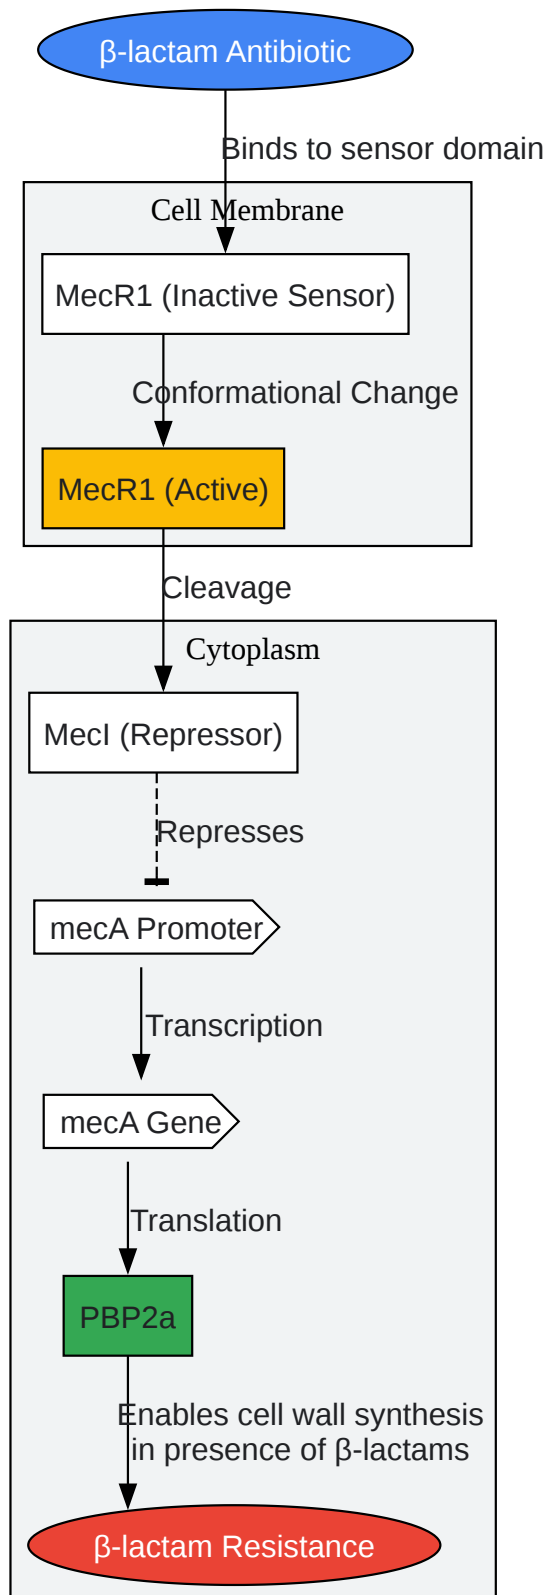 β-lactam Antibiotic
Binds to sensor domain
Cell Membrane
MecR1 (Inactive Sensor)
Conformational Change
MecR1 (Active)
Cleavage
Cytoplasm
MecI (Repressor)
Represses
mecA Promoter
Transcription
mecA Gene
Translation
PBP2a
Enables cell wall synthesis
in presence of β-lactams
β-lactam Resistance